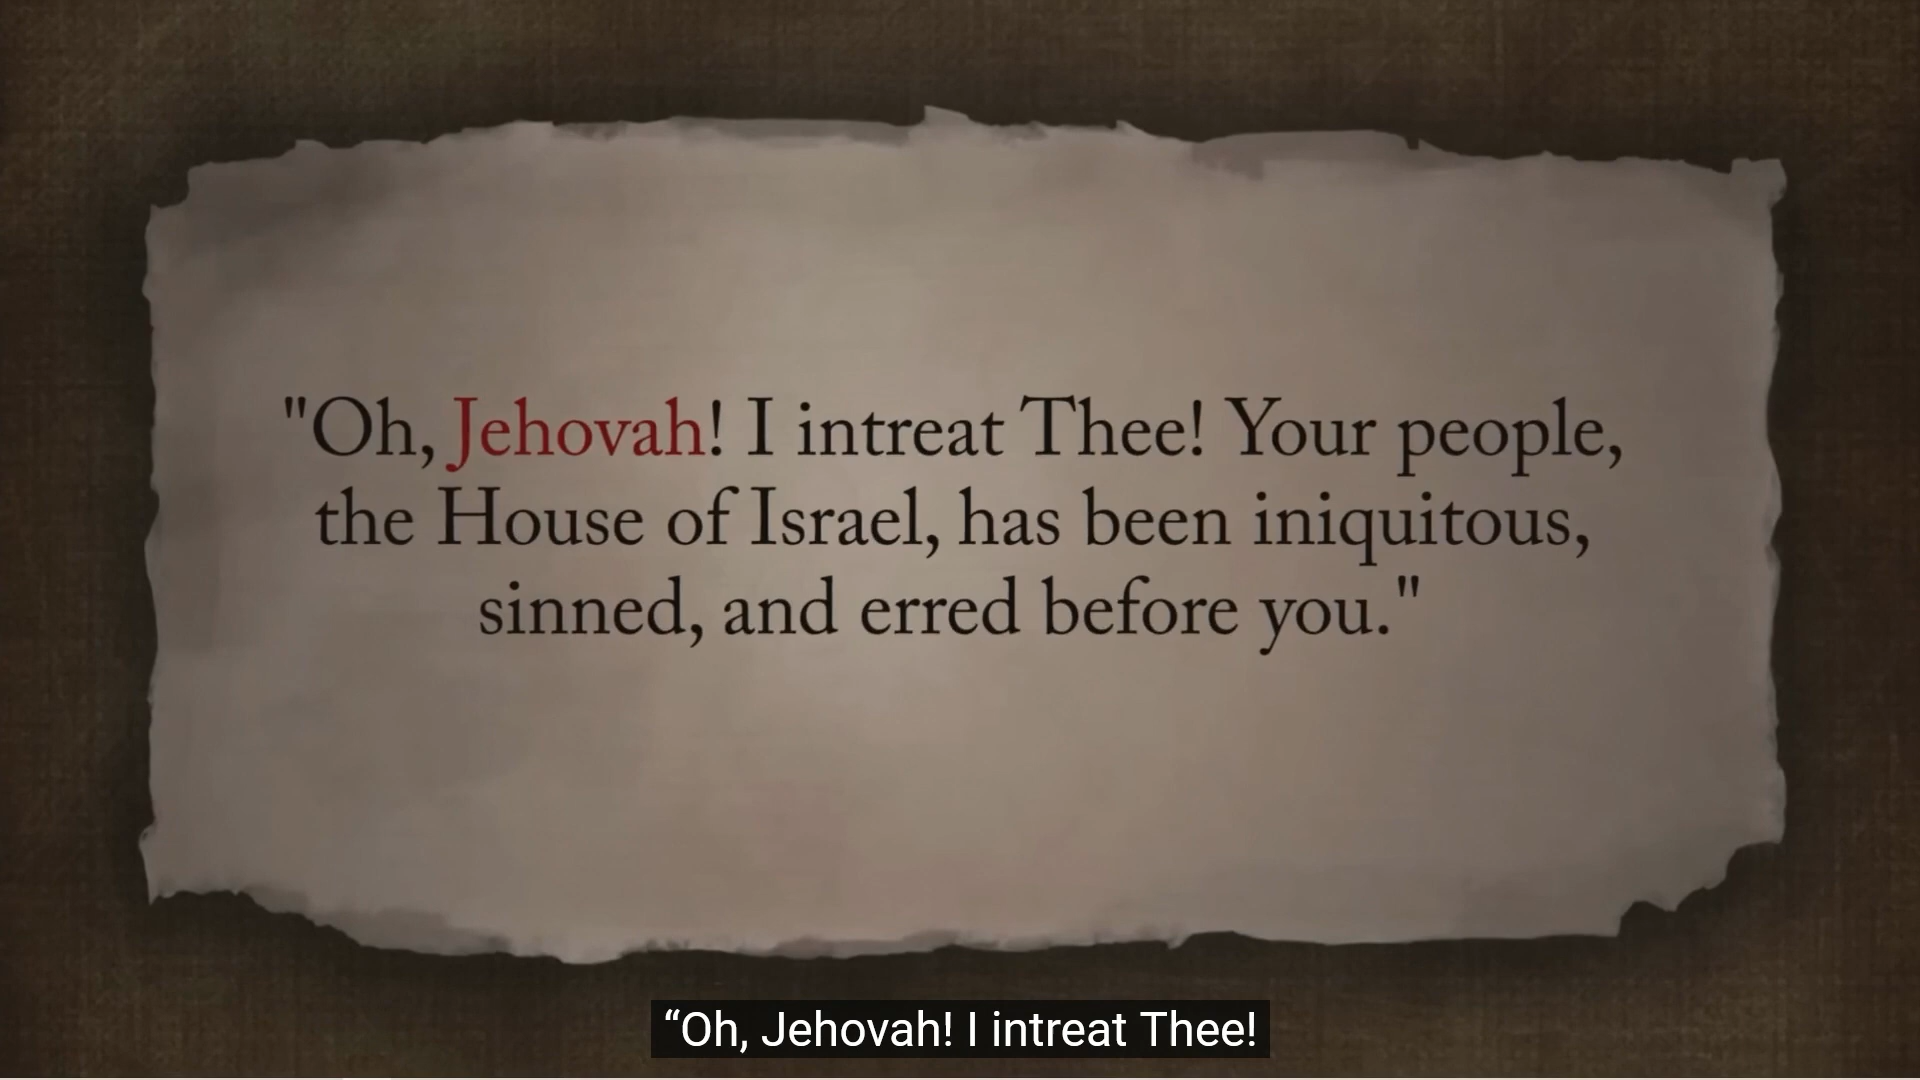 "Oh, Jehovah! I intreat Thee! Your people,
the House of Israel, has been iniquitous,
sinned, and erred before you."
“Oh, Jehovah! I intreat Thee!